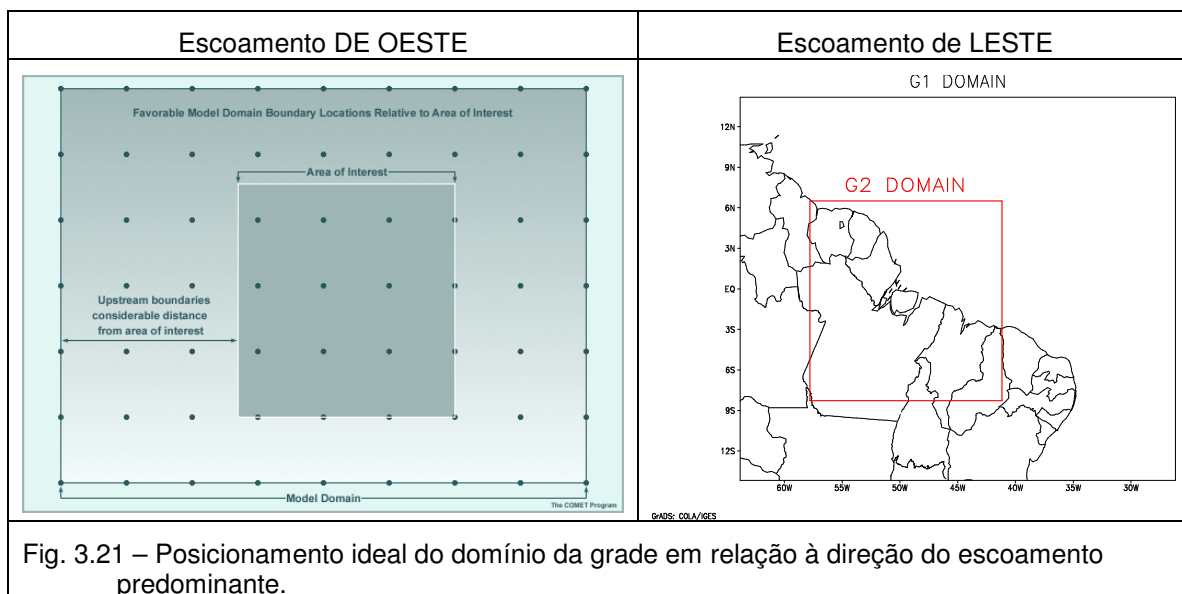 Escoamento DE OESTE
Escoamento de LESTE
Favorable Model Domain Boundary Locations Relative to Area of Interest
Area of Interest
Upstream boundaries
considerable distance
from area of interest
Model Domain
The COMET Program
G1 DOMAIN
G2 DOMAIN
12N
9N
6N
3N
EQ
3S
6S
9S
12S
60W
55W
50W
45W
40W
35W
30W
GrADS: COLA/IGES
Fig. 3.21 – Posicionamento ideal do domínio da grade em relação à direção do escoamento
predominante.